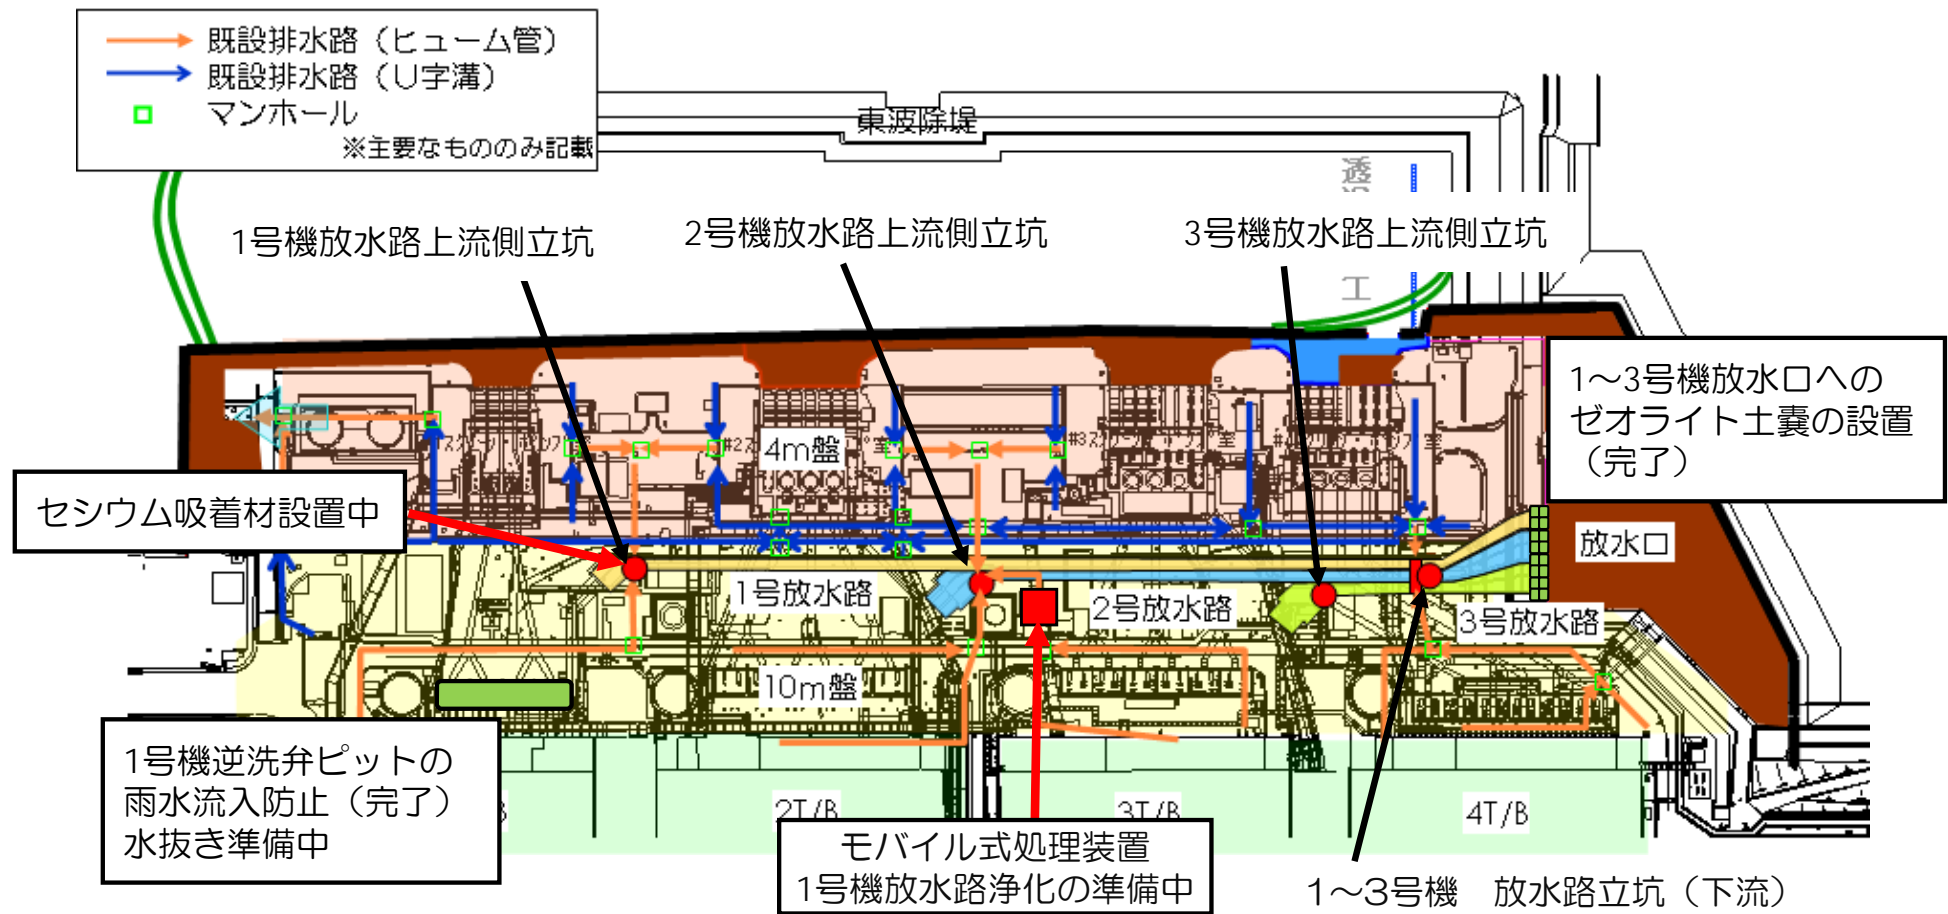 既設排水路（ヒューム管）
既設排水路（U字溝）
マンホール
※主要なもののみ記載
東波除堤
透
工
1号機放水路上流側立坑
2号機放水路上流側立坑
3号機放水路上流側立坑
1～3号機放水口への
ゼオライト土嚢の設置
（完了）
4m盤
セシウム吸着材設置中
放水口
1号放水路
2号放水路
3号放水路
10m盤
1号機逆洗弁ピットの
雨水流入防止（完了）
水抜き準備中
2T/B
3T/B
4T/B
モバイル式処理装置
1号機放水路浄化の準備中
1～3号機　放水路立坑（下流）